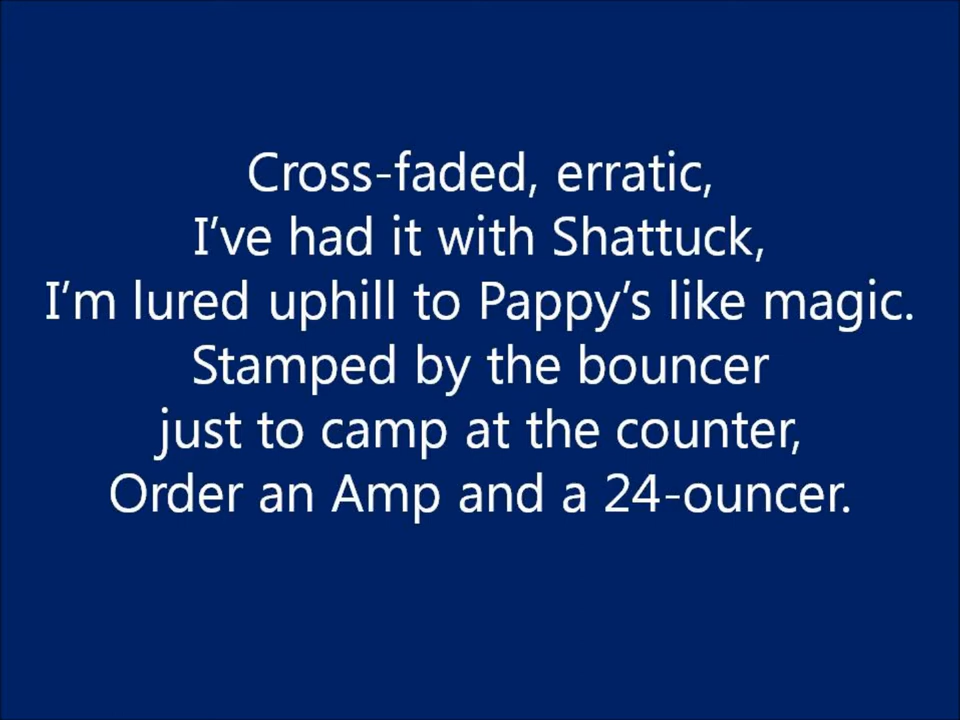 Cross-faded, erratic,
I’ve had it with Shattuck,
I’m lured uphill to Pappy’s like magic.
Stamped by the bouncer
just to camp at the counter,
Order an Amp and a 24-ouncer.